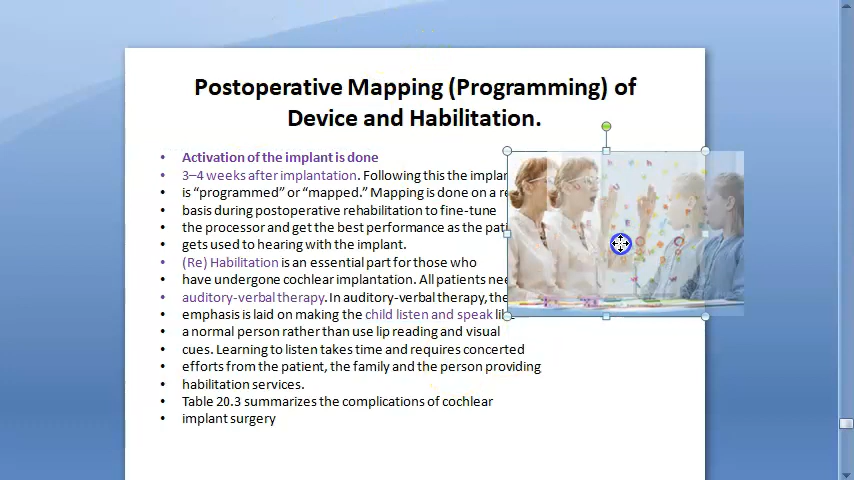 Postoperative Mapping (Programming) of
Device and Habilitation.
• Activation of the implant is done
• 3–4 weeks after implantation. Following this the
• is “programmed” or “mapped.” Mapping is done on a
• basis during postoperative rehabilitation to fine-tune
• the processor and get the best performance as the
• gets used to hearing with the implant.
• (Re) Habilitation is an essential part for those who
• have undergone cochlear implantation. All patients
• auditory-verbal therapy. In auditory-verbal therapy, the
• emphasis is laid on making the child listen and speak
• a normal person rather than use lip reading and visual
• cues. Learning to listen takes time and requires concerted
• efforts from the patient, the family and the person providing
• habilitation services.
• Table 20.3 summarizes the complications of cochlear
• implant surgery